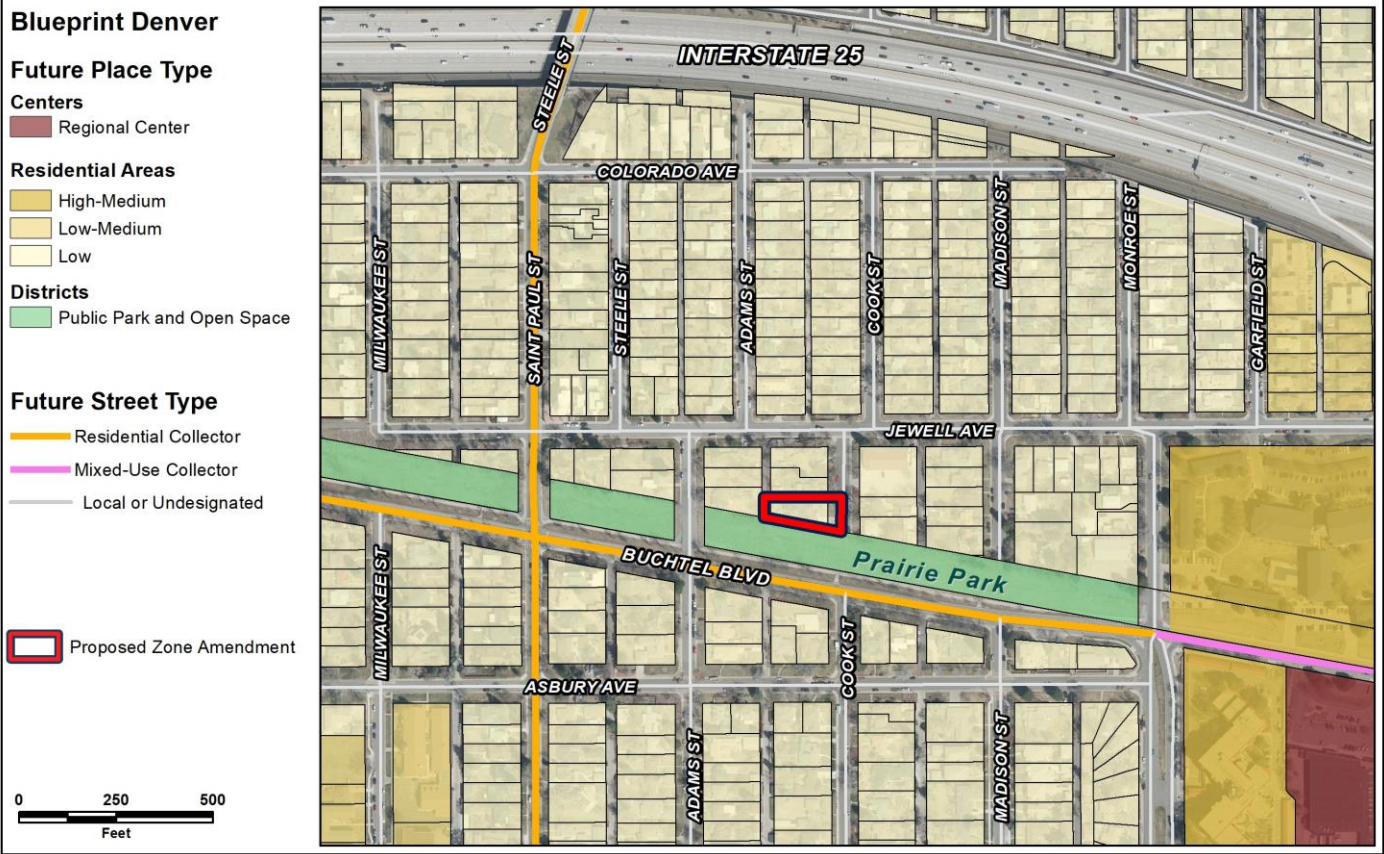 Blueprint Denver
Future Place Type
Centers
Regional Center
Residential Areas
High-Medium
Low-Medium
Low
Districts
Public Park and Open Space
Future Street Type
Residential Collector
Mixed-Use Collector
Local or Undesignated
Proposed Zone Amendment
0 250 500
Feet
INTERSTATE 25
STEELE ST
COLORADO AVE
MILWAUKEE ST
SAINT PAUL ST
STEELE ST
ADAMS ST
COOK ST
MADISON ST
MONROE ST
GARFIELD ST
JEWELL AVE
BUCHTEL BLVD
Prairie Park
MILWAUKEE ST
COOK ST
ASBURY AVE
ADAMS ST
MADISON ST